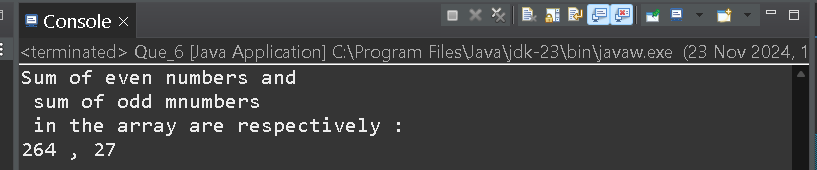 Console ×
<terminated> Que_6 [Java Application] C:\Program Files\Java\jdk-23\bin\javaw.exe (23 Nov 2024, 1
Sum of even numbers and
 sum of odd mnumbers
 in the array are respectively :
264 , 27